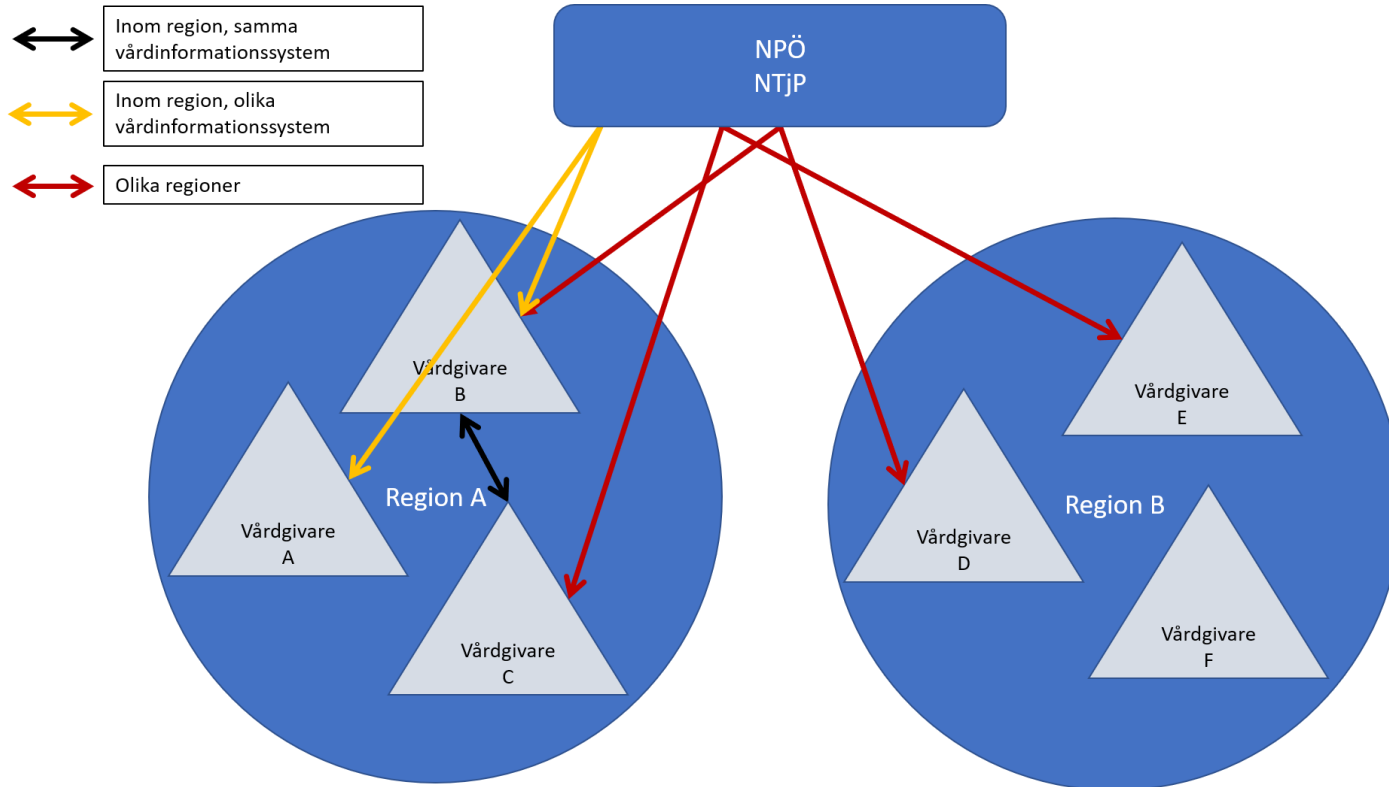 Inom region, samma
vårdinformationssystem
Inom region, olika
vårdinformationssystem
Olika regioner
NPÖ
NTjP
Vårdgivare
B
Vårdgivare
A
Region A
Vårdgivare
C
Vårdgivare
E
Region B
Vårdgivare
D
Vårdgivare
F